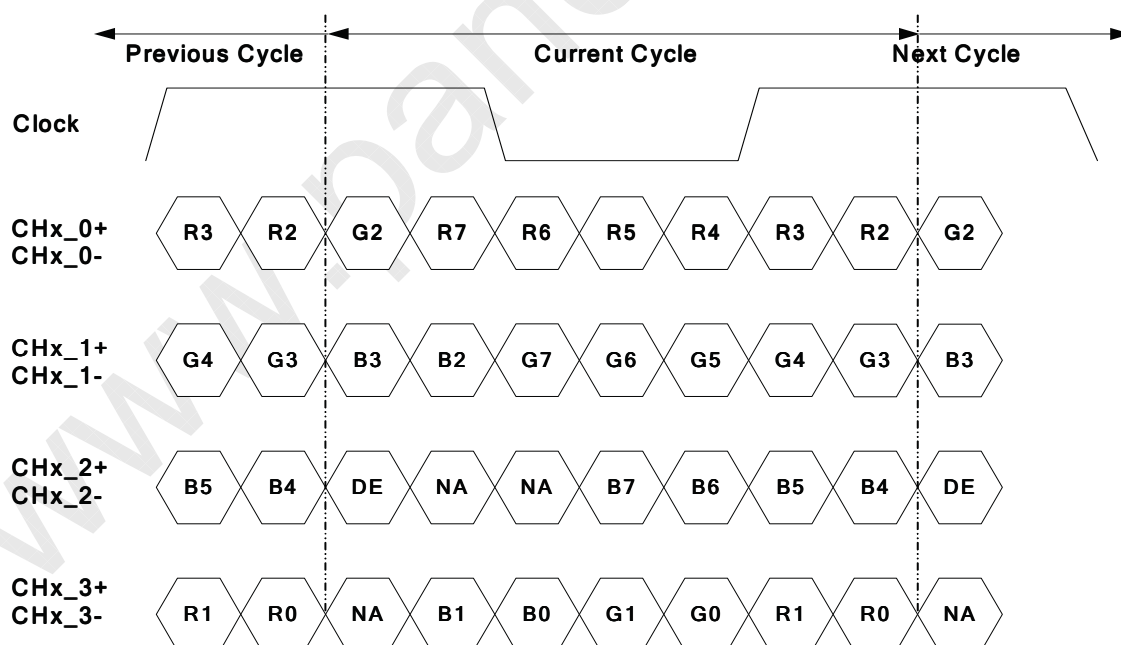 Previous Cycle Current Cycle Next Cycle
Clock
CHx_0+
CHx_0-
R3 R2 G2 R7 R6 R5 R4 R3 R2 G2
CHx_1+
CHx_1-
G4 G3 B3 B2 G7 G6 G5 G4 G3 B3
CHx_2+
CHx_2-
B5 B4 DE NA NA B7 B6 B5 B4 DE
CHx_3+
CHx_3-
R1 R0 NA B1 B0 G1 G0 R1 R0 NA
www.pan